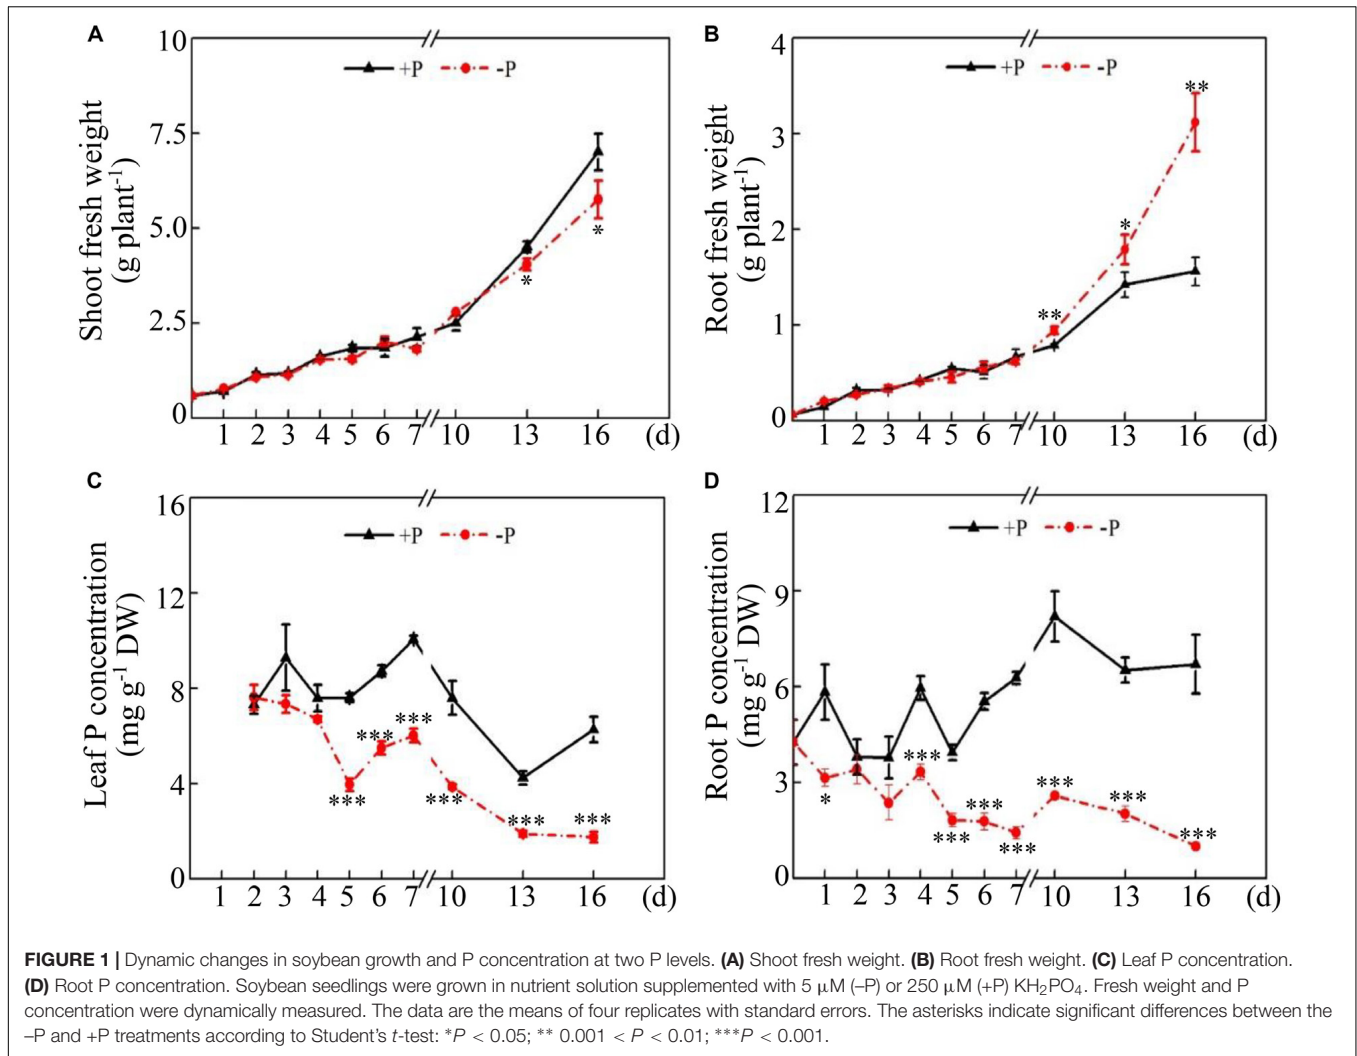 A
10
7.5
5.0
2.5
0
Shoot fresh weight
(g plant⁻¹)
+P -P
*
*
1 2 3 4 5 6 7 10 13 16 (d)
B
4
3
2
1
0
Root fresh weight
(g plant⁻¹)
+P -P
**
*
**
1 2 3 4 5 6 7 10 13 16 (d)
C
16
12
8
4
0
Leaf P concentration
(mg g⁻¹ DW)
+P -P
*** *** *** *** *** ***
1 2 3 4 5 6 7 10 13 16 (d)
D
12
9
6
3
0
Root P concentration
(mg g⁻¹ DW)
+P -P
* *** *** *** *** *** *** ***
1 2 3 4 5 6 7 10 13 16 (d)
FIGURE 1 | Dynamic changes in soybean growth and P concentration at two P levels. (A) Shoot fresh weight. (B) Root fresh weight. (C) Leaf P concentration.
(D) Root P concentration. Soybean seedlings were grown in nutrient solution supplemented with 5 μM (–P) or 250 μM (+P) KH₂PO₄. Fresh weight and P
concentration were dynamically measured. The data are the means of four replicates with standard errors. The asterisks indicate significant differences between the
–P and +P treatments according to Student's t-test: *P < 0.05; ** 0.001 < P < 0.01; ***P < 0.001.